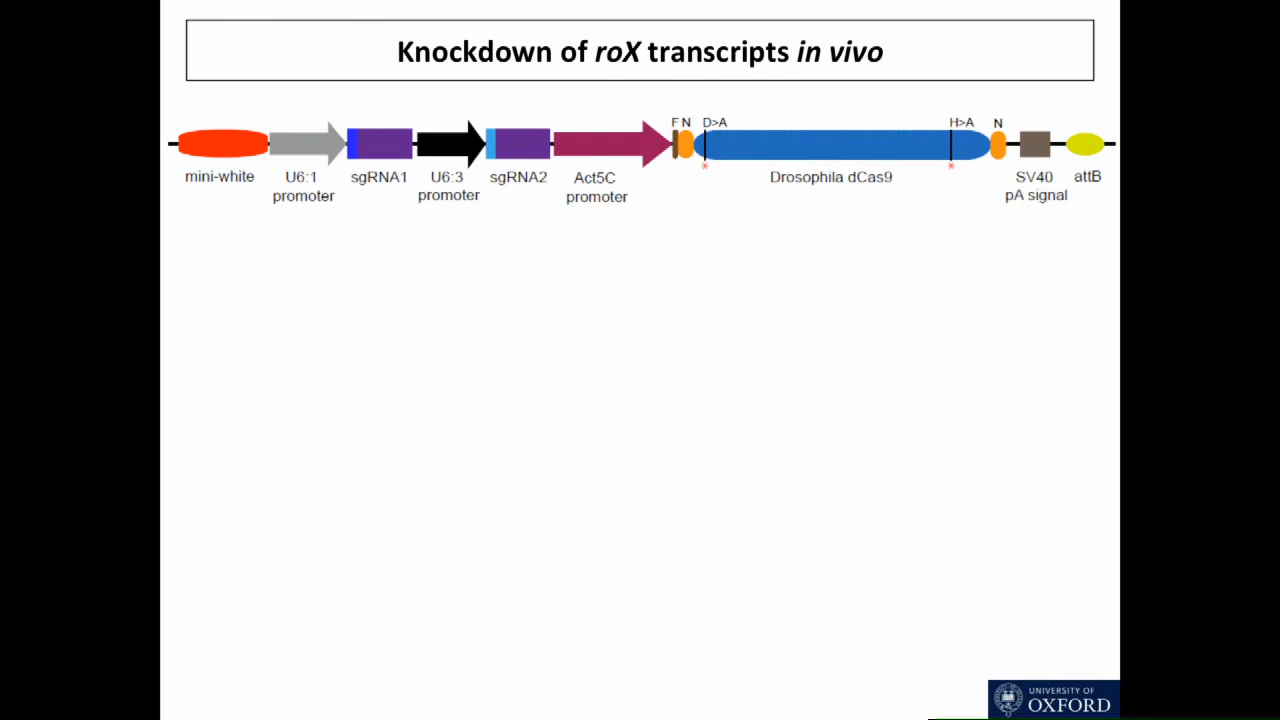 Knockdown of roX transcripts in vivo
F N D>A H>A N
* *
mini-white U6:1 promoter sgRNA1 U6:3 promoter sgRNA2 Act5C promoter Drosophila dCas9 SV40 pA signal attB
UNIVERSITY OF
OXFORD